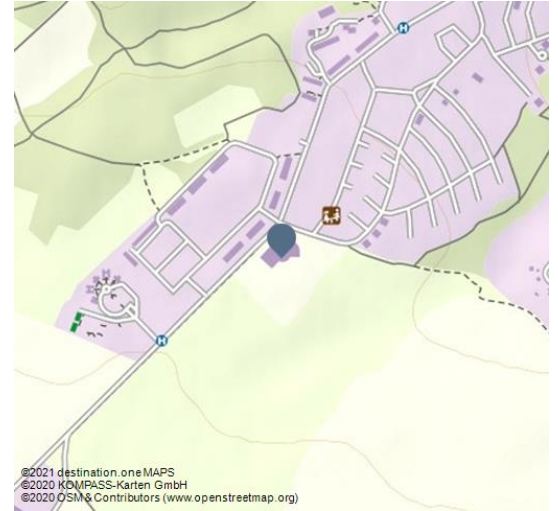 H
H
©2021 destination.one MAPS
©2020 KOMPASS-Karten GmbH
©2020 OSM & Contributors (www.openstreetmap.org)